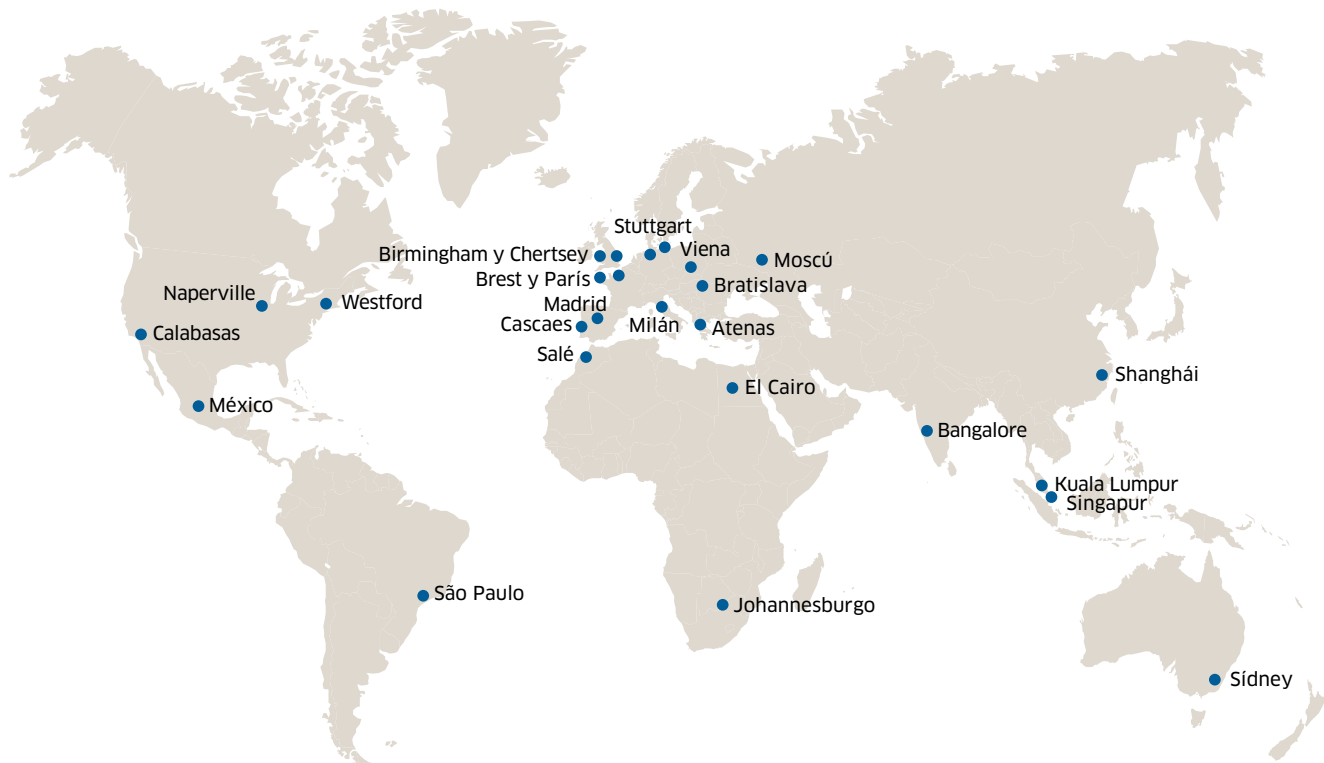 Stuttgart
Birmingham y Chertsey
Viena
Moscú
Brest y París
Bratislava
Naperville
Westford
Madrid
Cascaes
Milán
Atenas
Calabasas
Salé
Shanghái
El Cairo
México
Bangalore
Kuala Lumpur
Singapur
São Paulo
Johannesburgo
Sídney